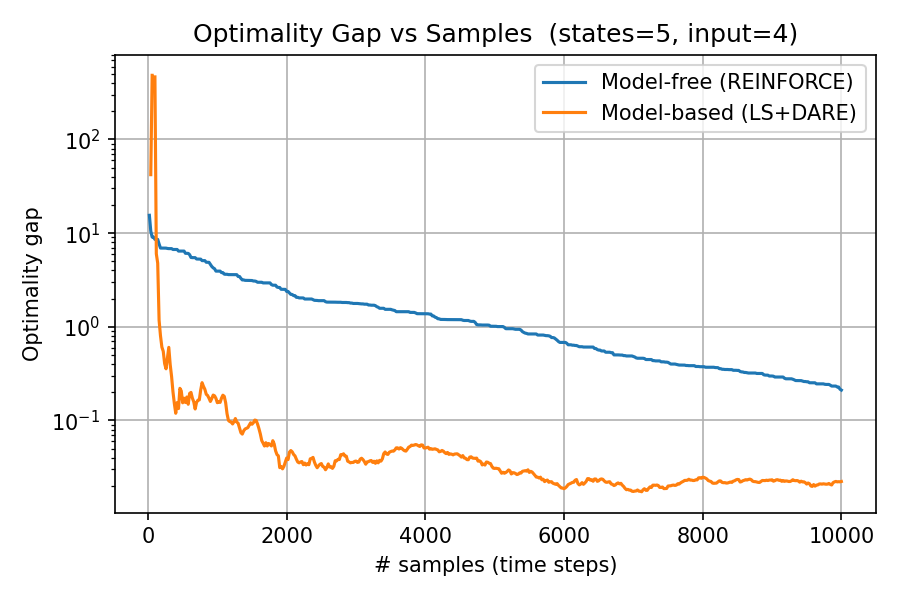 Optimality Gap vs Samples  (states=5, input=4)
Model-free (REINFORCE)
Model-based (LS+DARE)
Optimality gap
10²
10¹
10⁰
10⁻¹
0 2000 4000 6000 8000 10000
# samples (time steps)